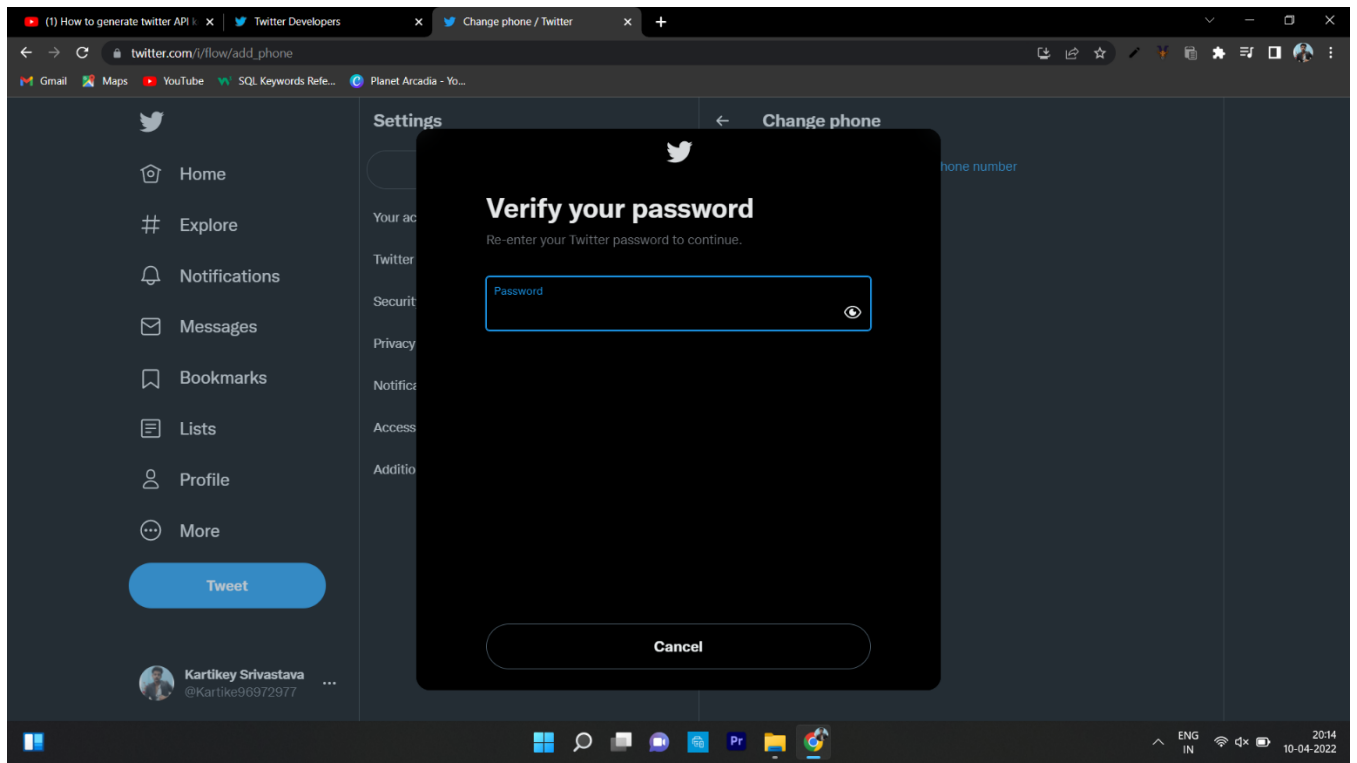 (1) How to generate twitter API k
Twitter Developers
Change phone / Twitter
twitter.com/i/flow/add_phone
Gmail
Maps
YouTube
SQL Keywords Refe...
Planet Arcadia - Yo...
Settings
Change phone
Home
Explore
Notifications
Messages
Bookmarks
Lists
Profile
More
Tweet
Kartikey Srivastava
@Kartike96972977
Your ac
Twitter
Securit
Privacy
Notifica
Access
Additio
hone number
Verify your password
Re-enter your Twitter password to continue.
Password
Cancel
Pr
ENG
IN
20:14
10-04-2022